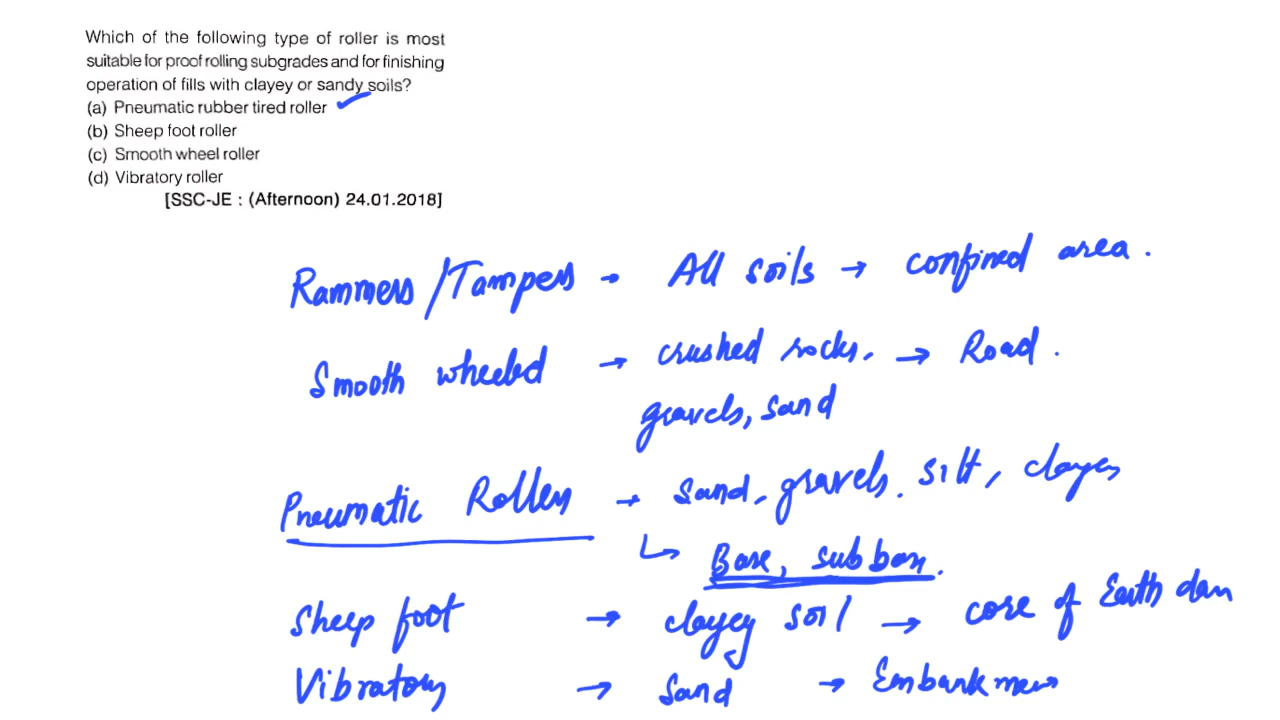 Which of the following type of roller is most
suitable for proof rolling subgrades and for finishing
operation of fills with clayey or sandy soils?
(a) Pneumatic rubber tired roller
(b) Sheep foot roller
(c) Smooth wheel roller
(d) Vibratory roller
[SSC-JE : (Afternoon) 24.01.2018]
Rammers/Tampers - All soils → confined area.
Smooth wheeled → crushed rocks. → Road.
gravels, sand
Pneumatic Rollers → sand, gravels. silt, clayey
↳ Base, subbase.
Sheep foot → clayey soil → core of Earth dam
Vibratory → sand → Embankment